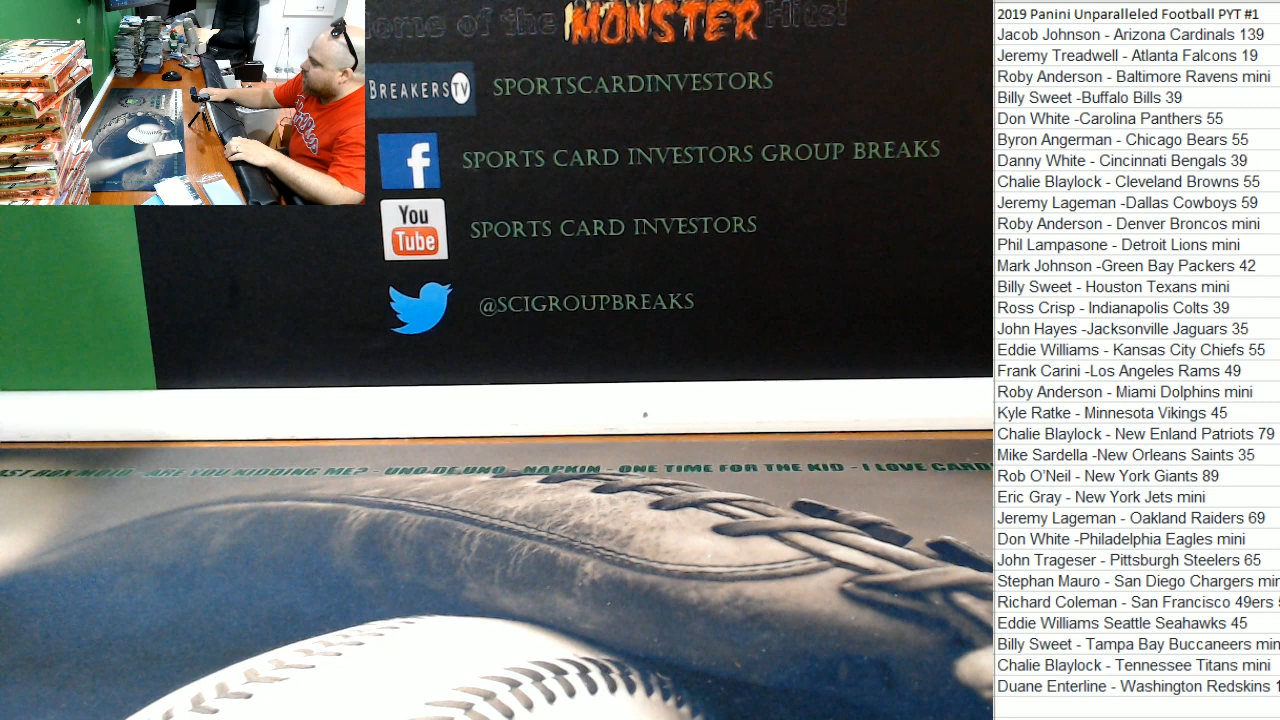 ome of the MONSTER Hits!
BREAKERS TV SPORTSCARDINVESTORS
f SPORTS CARD INVESTORS GROUP BREAKS
You Tube SPORTS CARD INVESTORS
@SCIGROUPBREAKS
AST BOX MOJO - ARE YOU KIDDING ME? - UNO DE UNO - NAPKIN - ONE TIME FOR THE KID - I LOVE CARD
2019 Panini Unparalleled Football PYT #1
Jacob Johnson - Arizona Cardinals 139
Jeremy Treadwell - Atlanta Falcons 19
Roby Anderson - Baltimore Ravens mini
Billy Sweet -Buffalo Bills 39
Don White -Carolina Panthers 55
Byron Angerman - Chicago Bears 55
Danny White - Cincinnati Bengals 39
Chalie Blaylock - Cleveland Browns 55
Jeremy Lageman -Dallas Cowboys 59
Roby Anderson - Denver Broncos mini
Phil Lampasone - Detroit Lions mini
Mark Johnson -Green Bay Packers 42
Billy Sweet - Houston Texans mini
Ross Crisp - Indianapolis Colts 39
John Hayes -Jacksonville Jaguars 35
Eddie Williams - Kansas City Chiefs 55
Frank Carini -Los Angeles Rams 49
Roby Anderson - Miami Dolphins mini
Kyle Ratke - Minnesota Vikings 45
Chalie Blaylock - New Enland Patriots 79
Mike Sardella -New Orleans Saints 35
Rob O'Neil - New York Giants 89
Eric Gray - New York Jets mini
Jeremy Lageman - Oakland Raiders 69
Don White -Philadelphia Eagles mini
John Trageser - Pittsburgh Steelers 65
Stephan Mauro - San Diego Chargers min
Richard Coleman - San Francisco 49ers
Eddie Williams Seattle Seahawks 45
Billy Sweet - Tampa Bay Buccaneers min
Chalie Blaylock - Tennessee Titans mini
Duane Enterline - Washington Redskins 1